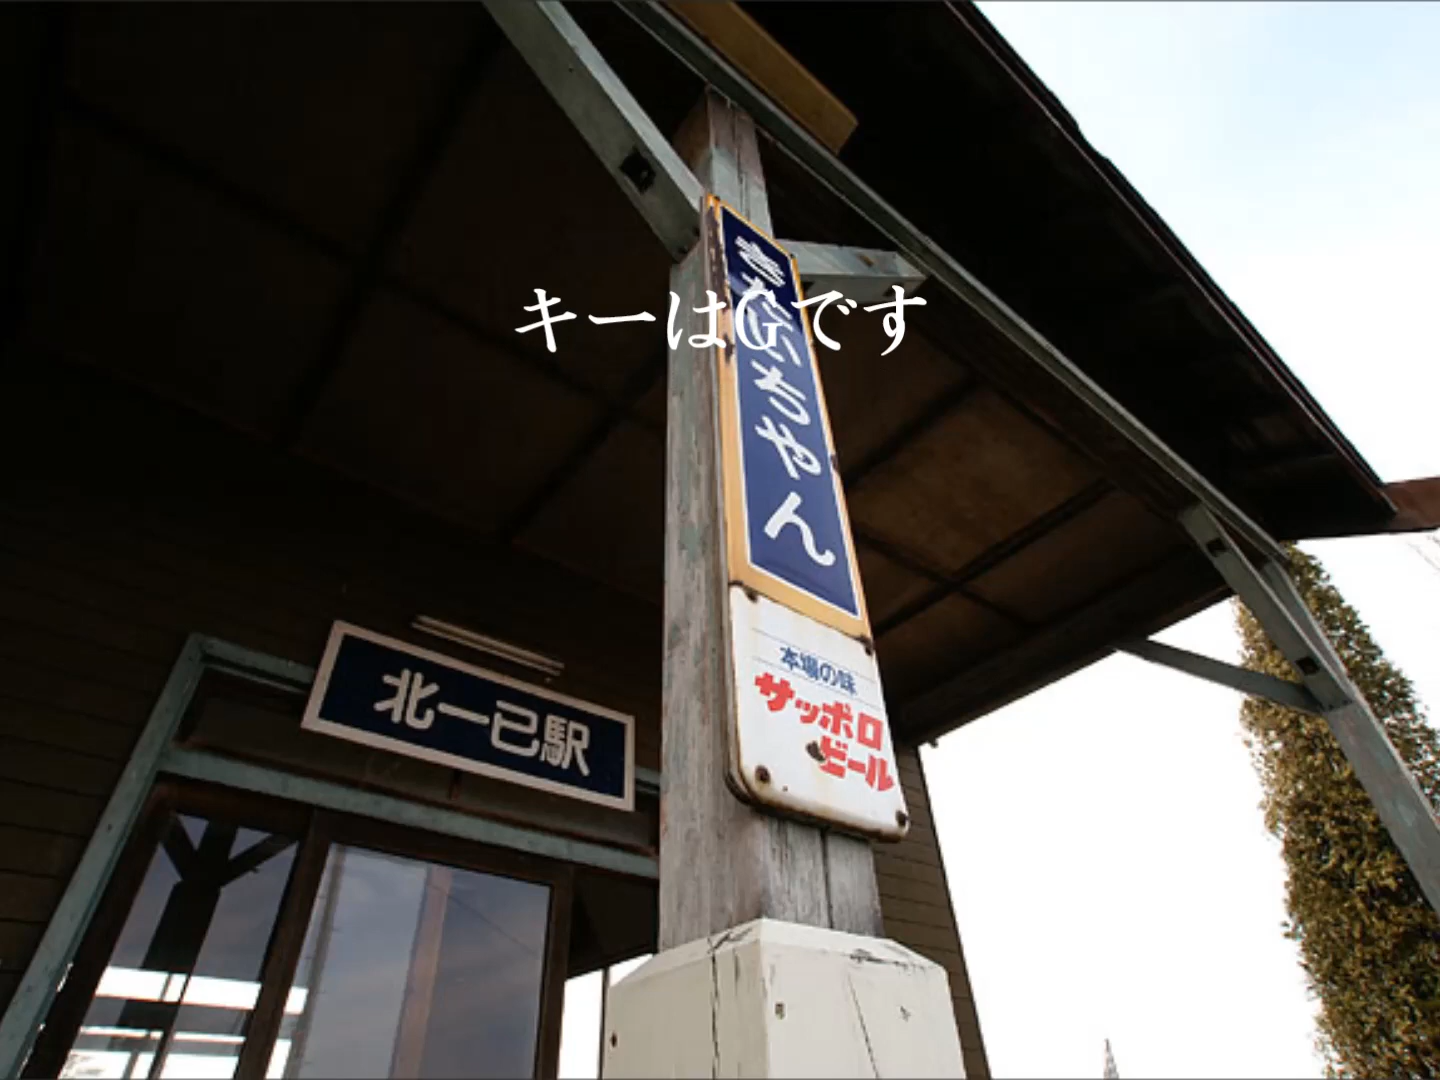 キーはGです
きたいちやん
本場の味
サッポロ
ビール
北一已駅